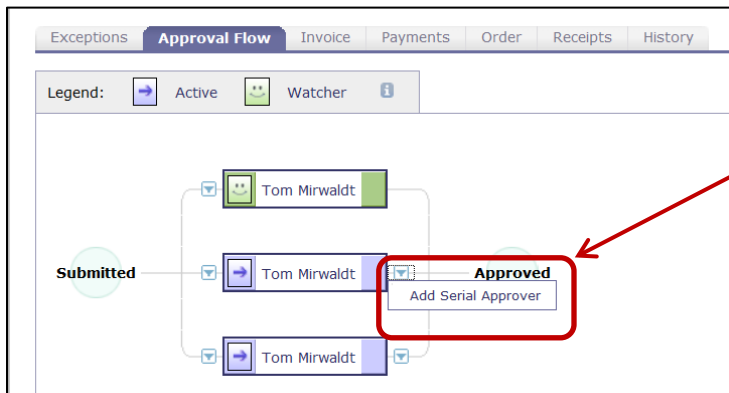 Exceptions Approval Flow Invoice Payments Order Receipts History
Legend: Active Watcher
Tom Mirwaldt
Submitted Tom Mirwaldt Approved
Add Serial Approver
Tom Mirwaldt